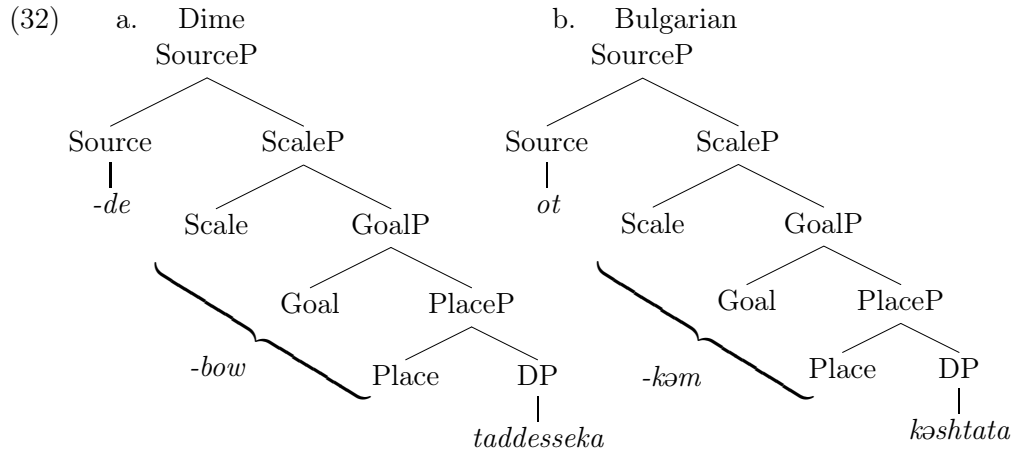 (32) a. Dime b. Bulgarian
SourceP SourceP
Source ScaleP Source ScaleP
-de ot
Scale GoalP Scale GoalP
Goal PlaceP Goal PlaceP
-bow Place DP -kəm Place DP
taddesseka kəshtata